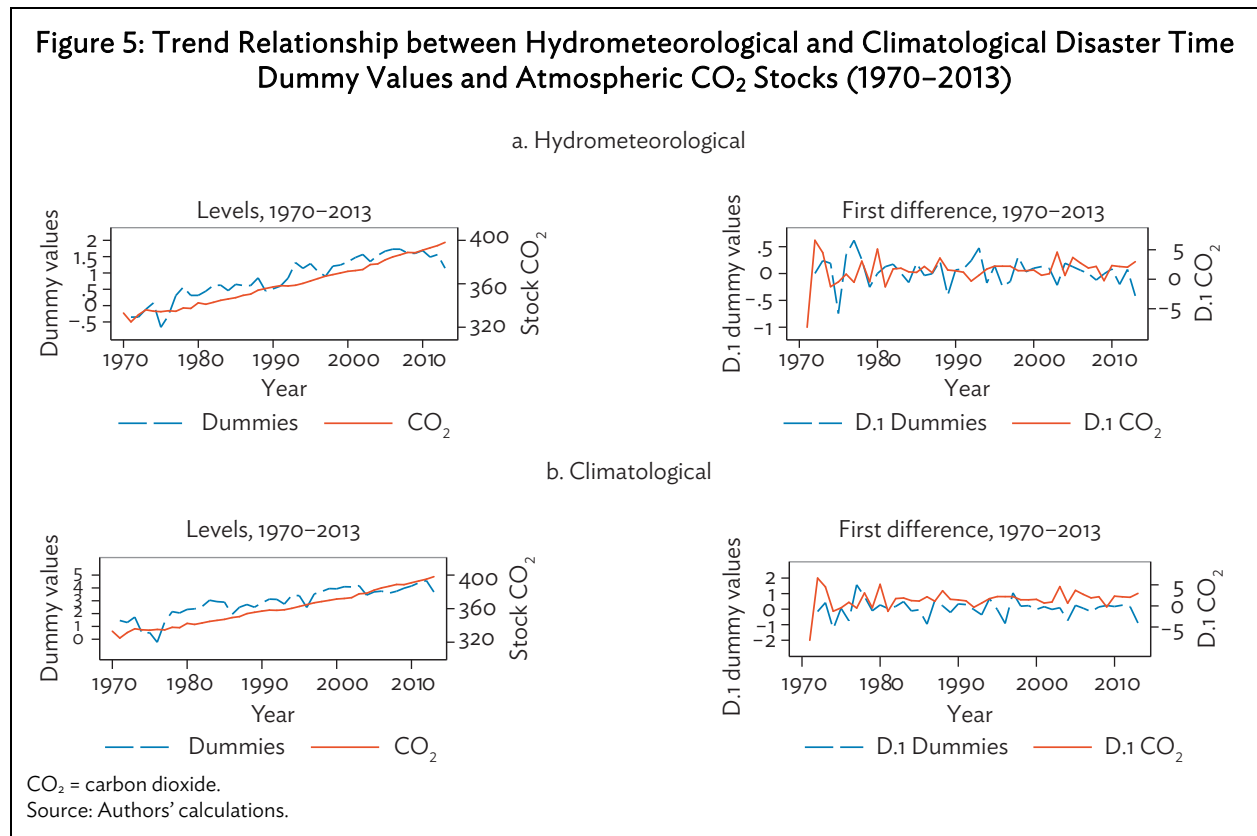 Figure 5: Trend Relationship between Hydrometeorological and Climatological Disaster Time
Dummy Values and Atmospheric CO₂ Stocks (1970–2013)
a. Hydrometeorological
Levels, 1970–2013
Dummy values
2
1.5
1
.5
0
–.5
400
360
320
Stock CO₂
1970 1980 1990 2000 2010
Year
Dummies CO₂
First difference, 1970–2013
D.1 dummy values
.5
0
–.5
–1
5
0
–5
D.1 CO₂
1970 1980 1990 2000 2010
Year
D.1 Dummies D.1 CO₂
b. Climatological
Levels, 1970–2013
Dummy values
5
4
3
2
1
0
400
360
320
Stock CO₂
1970 1980 1990 2000 2010
Year
Dummies CO₂
First difference, 1970–2013
D.1 dummy values
2
1
0
–1
–2
5
0
–5
D.1 CO₂
1970 1980 1990 2000 2010
Year
D.1 Dummies D.1 CO₂
CO₂ = carbon dioxide.
Source: Authors' calculations.